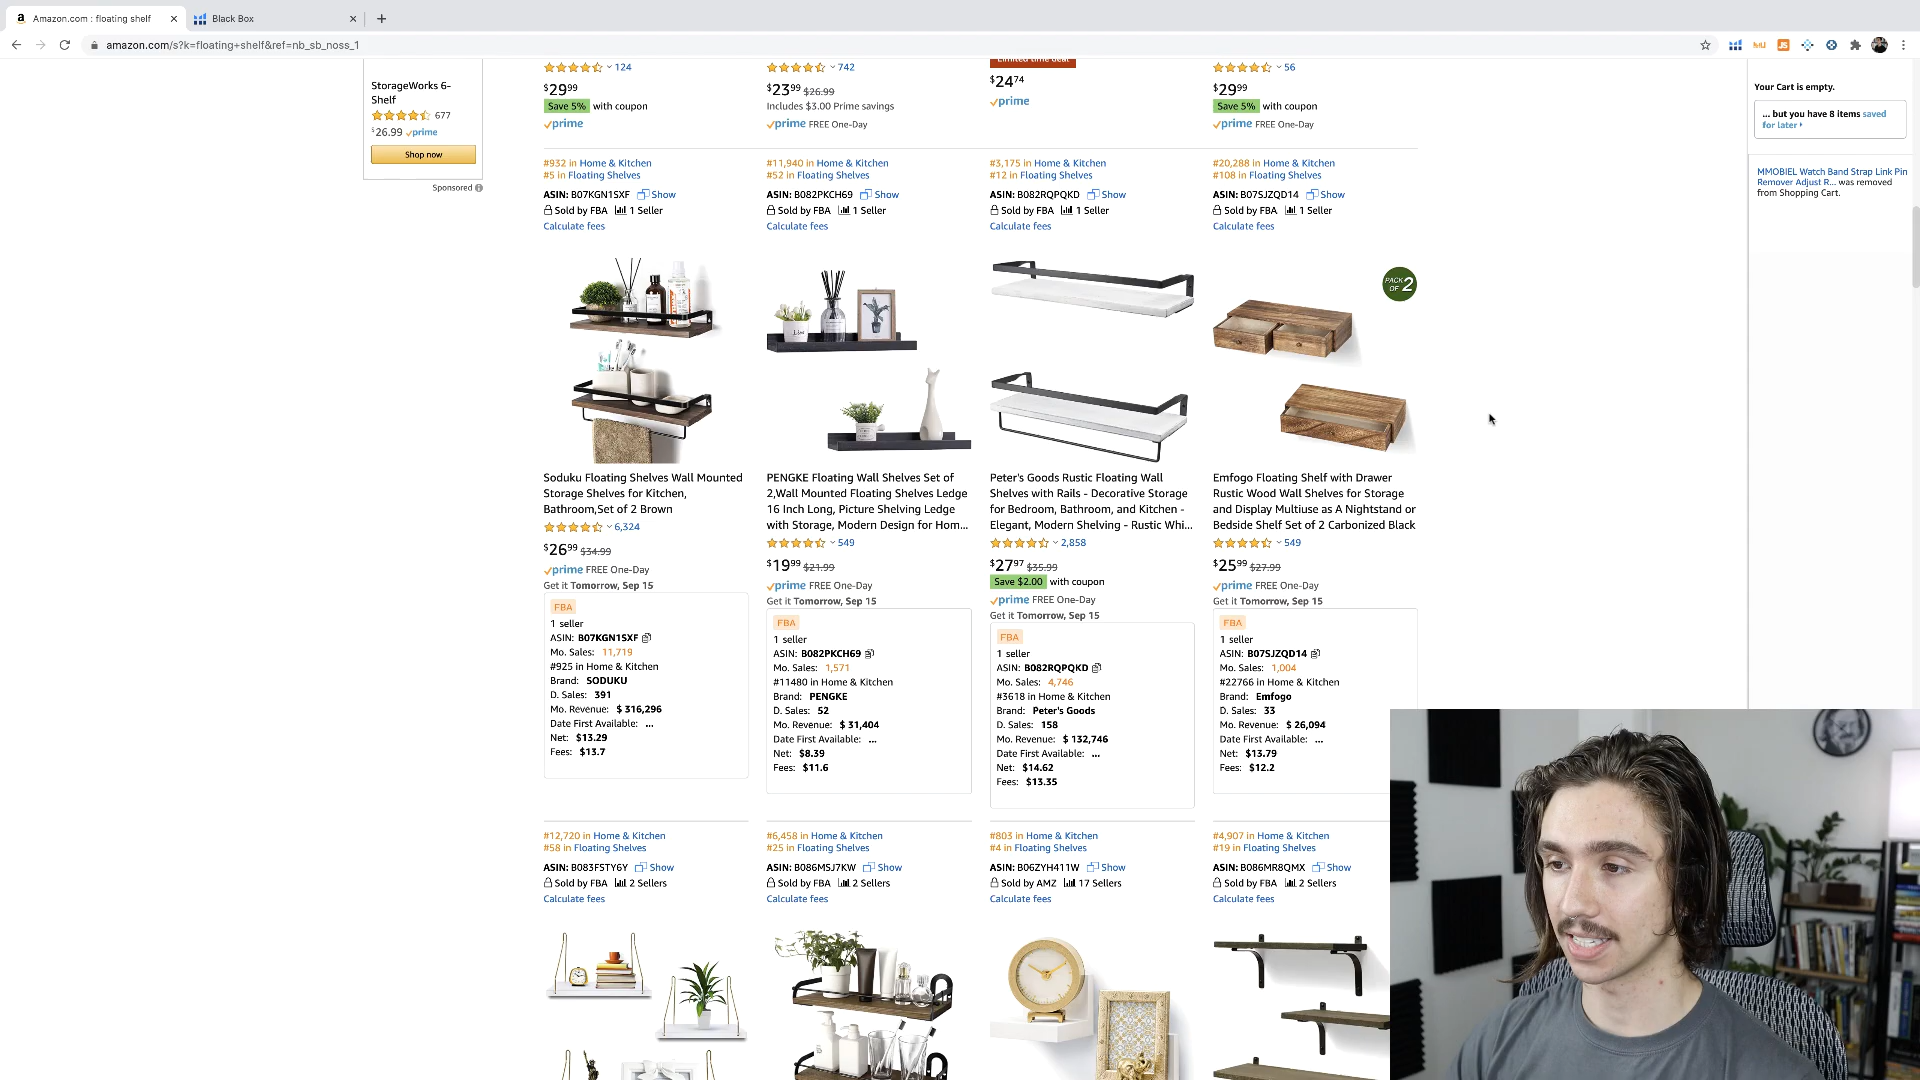 Amazon.com : floating shelf
Black Box
amazon.com/s?k=floating+shelf&ref=nb_sb_noss_1
StorageWorks 6-
Shelf
677
$26.99 prime
Shop now
Sponsored
124
$29.99
Save 5% with coupon
prime
742
$23.99 $26.99
Includes $3.00 Prime savings
prime FREE One-Day
Limited time deal
$24.74
prime
56
$29.99
Save 5% with coupon
prime FREE One-Day
Your Cart is empty.
... but you have 8 items saved
for later
MMOBIEL Watch Band Strap Link Pin
Remover Adjust R... was removed
from Shopping Cart.
#932 in Home & Kitchen
#5 in Floating Shelves
ASIN: B07KGN1SXF Show
Sold by FBA 1 Seller
Calculate fees
#11,940 in Home & Kitchen
#52 in Floating Shelves
ASIN: B082PKCH69 Show
Sold by FBA 1 Seller
Calculate fees
#3,175 in Home & Kitchen
#12 in Floating Shelves
ASIN: B082RQPQKD Show
Sold by FBA 1 Seller
Calculate fees
#20,288 in Home & Kitchen
#108 in Floating Shelves
ASIN: B07SJZQD14 Show
Sold by FBA 1 Seller
Calculate fees
PACK
OF 2
Soduku Floating Shelves Wall Mounted
Storage Shelves for Kitchen,
Bathroom,Set of 2 Brown
6,324
$26.99 $34.99
prime FREE One-Day
Get it Tomorrow, Sep 15
FBA
1 seller
ASIN: B07KGN1SXF
Mo. Sales: 11,719
#925 in Home & Kitchen
Brand: SODUKU
D. Sales: 391
Mo. Revenue: $ 316,296
Date First Available: ...
Net: $13.29
Fees: $13.7
PENGKE Floating Wall Shelves Set of
2,Wall Mounted Floating Shelves Ledge
16 Inch Long, Picture Shelving Ledge
with Storage, Modern Design for Hom...
549
$19.99 $21.99
prime FREE One-Day
Get it Tomorrow, Sep 15
FBA
1 seller
ASIN: B082PKCH69
Mo. Sales: 1,571
#11480 in Home & Kitchen
Brand: PENGKE
D. Sales: 52
Mo. Revenue: $ 31,404
Date First Available: ...
Net: $8.39
Fees: $11.6
Peter's Goods Rustic Floating Wall
Shelves with Rails - Decorative Storage
for Bedroom, Bathroom, and Kitchen -
Elegant, Modern Shelving - Rustic Whi...
2,858
$27.97 $35.99
Save $2.00 with coupon
prime FREE One-Day
Get it Tomorrow, Sep 15
FBA
1 seller
ASIN: B082RQPQKD
Mo. Sales: 4,746
#3618 in Home & Kitchen
Brand: Peter's Goods
D. Sales: 158
Mo. Revenue: $ 132,746
Date First Available: ...
Net: $14.62
Fees: $13.35
Emfogo Floating Shelf with Drawer
Rustic Wood Wall Shelves for Storage
and Display Multiuse as A Nightstand or
Bedside Shelf Set of 2 Carbonized Black
549
$25.99 $27.99
prime FREE One-Day
Get it Tomorrow, Sep 15
FBA
1 seller
ASIN: B07SJZQD14
Mo. Sales: 1,004
#22766 in Home & Kitchen
Brand: Emfogo
D. Sales: 33
Mo. Revenue: $ 26,094
Date First Available: ...
Net: $13.79
Fees: $12.2
#12,720 in Home & Kitchen
#58 in Floating Shelves
ASIN: B083FSTY6Y Show
Sold by FBA 2 Sellers
Calculate fees
#6,458 in Home & Kitchen
#25 in Floating Shelves
ASIN: B086MSJ7KW Show
Sold by FBA 2 Sellers
Calculate fees
#803 in Home & Kitchen
#4 in Floating Shelves
ASIN: B06ZYH411W Show
Sold by AMZ 17 Sellers
Calculate fees
#4,907 in Home & Kitchen
#19 in Floating Shelves
ASIN: B086MR8QMX Show
Sold by FBA 2 Sellers
Calculate fees